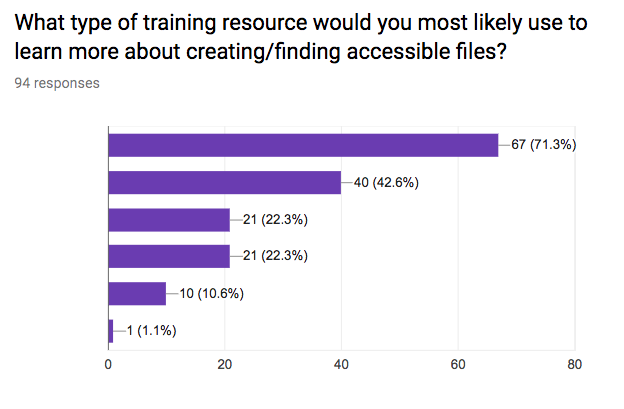 What type of training resource would you most likely use to
learn more about creating/finding accessible files?
94 responses
67 (71.3%)
40 (42.6%)
21 (22.3%)
21 (22.3%)
10 (10.6%)
1 (1.1%)
0 20 40 60 80